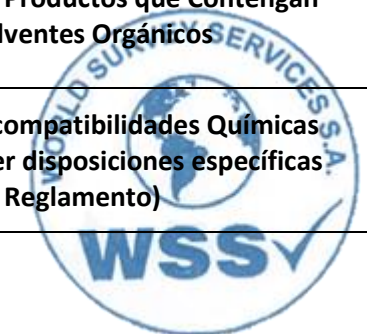 Productos que Contengan
lventes Orgánicos
compatibilidades Químicas
er disposiciones específicas
Reglamento)
WORLD SURVEY SERVICES S.A.
WSS